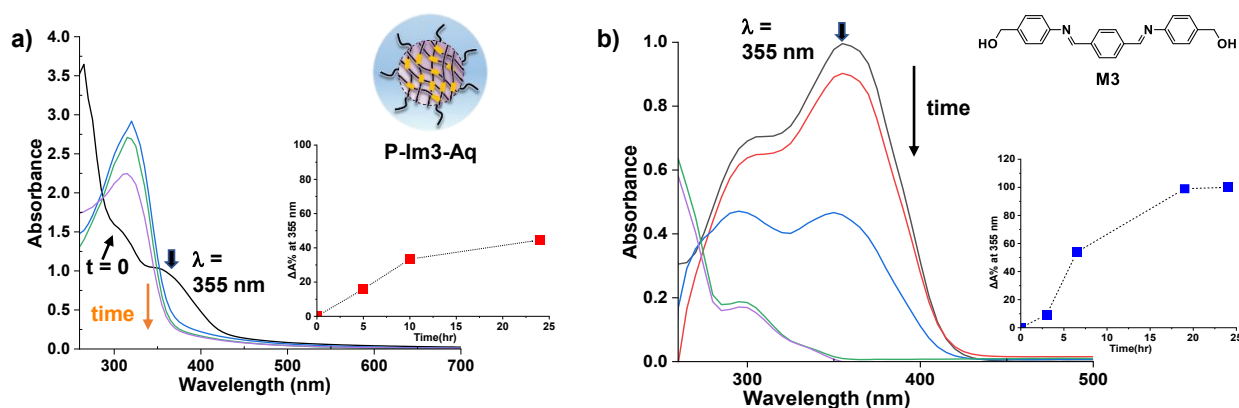 a)
4.0
3.5
3.0
2.5
2.0
1.5
1.0
0.5
0.0
Absorbance
300 400 500 600 700
Wavelength (nm)
t = 0
time
λ =
355 nm
P-Im3-Aq
100
80
60
40
20
0
ΔA% at 355 nm
0 5 10 15 20 25
Time(hr)
b)
1.0
0.8
0.6
0.4
0.2
0.0
Absorbance
300 400 500
Wavelength (nm)
λ =
355 nm
time
OH
N
N
OH
M3
120
100
80
60
40
20
0
ΔA% at 355 nm
0 5 10 15 20 25
Time(hr)